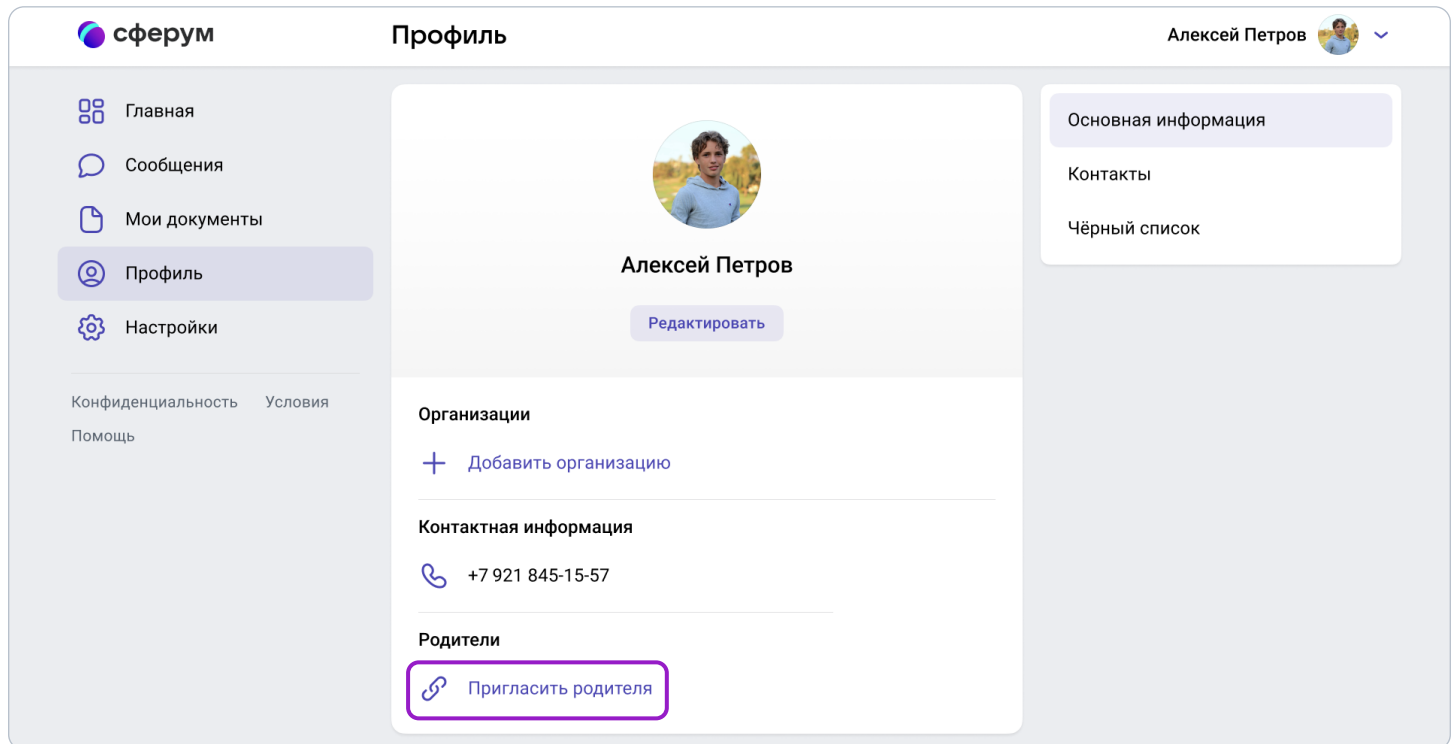 сферум
Профиль
Алексей Петров
Главная
Сообщения
Мои документы
Профиль
Настройки
Конфиденциальность Условия
Помощь
Алексей Петров
Редактировать
Организации
Добавить организацию
Контактная информация
+7 921 845-15-57
Родители
Пригласить родителя
Основная информация
Контакты
Чёрный список